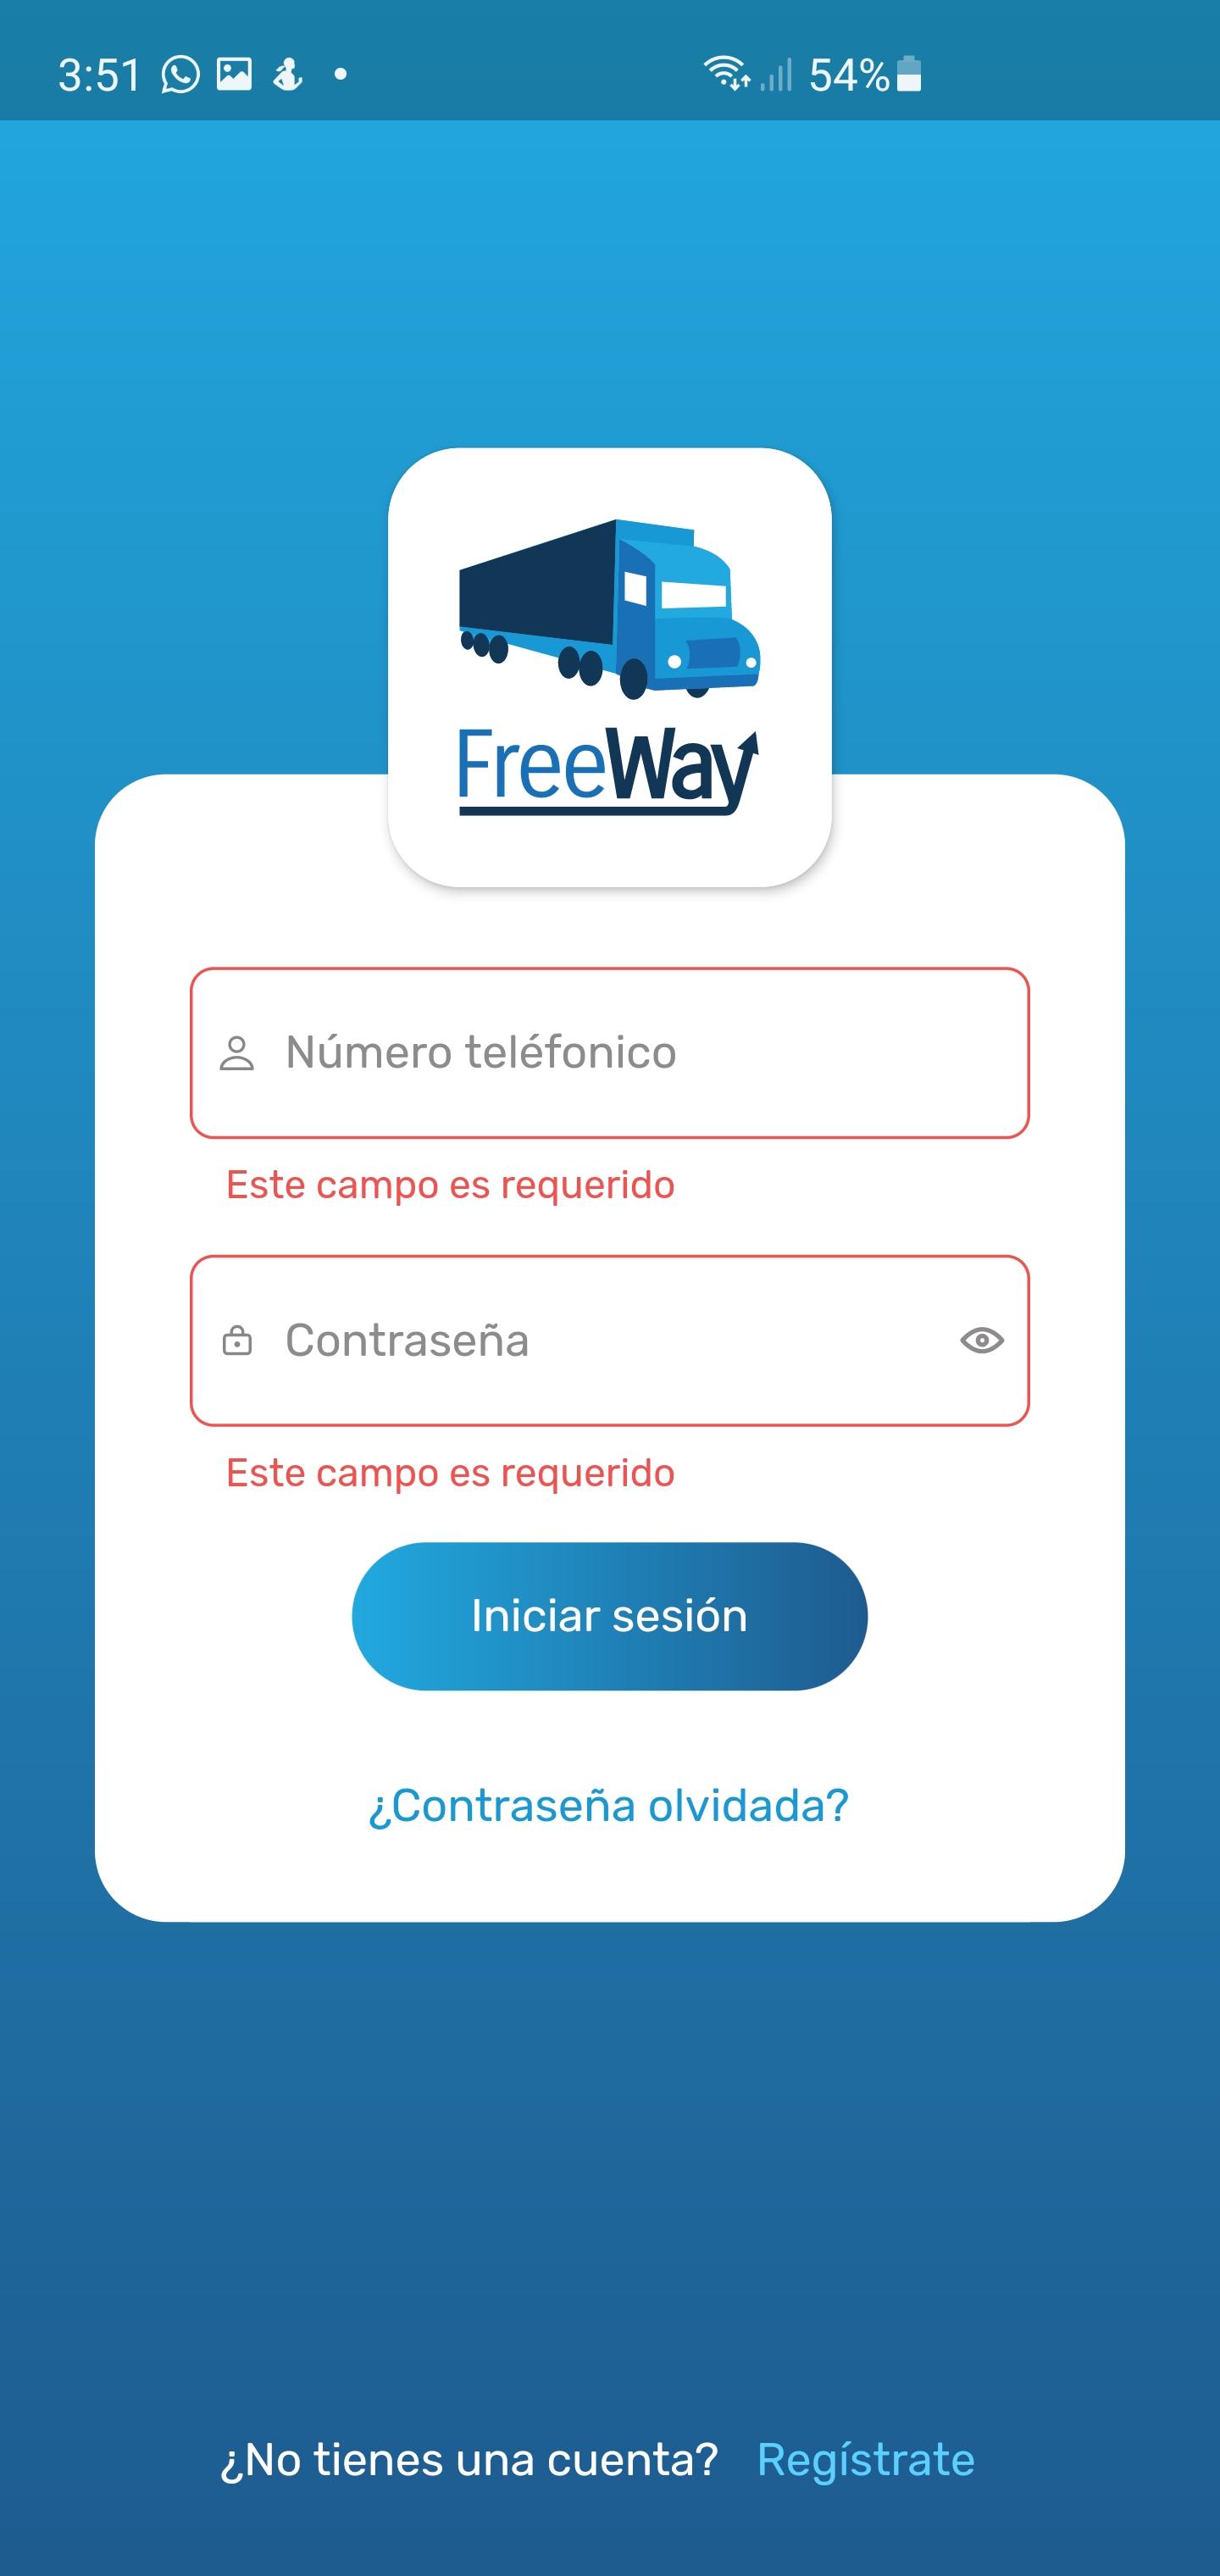 3:51
54%
FreeWay
Número teléfonico
Este campo es requerido
Contraseña
Este campo es requerido
Iniciar sesión
¿Contraseña olvidada?
¿No tienes una cuenta? Regístrate